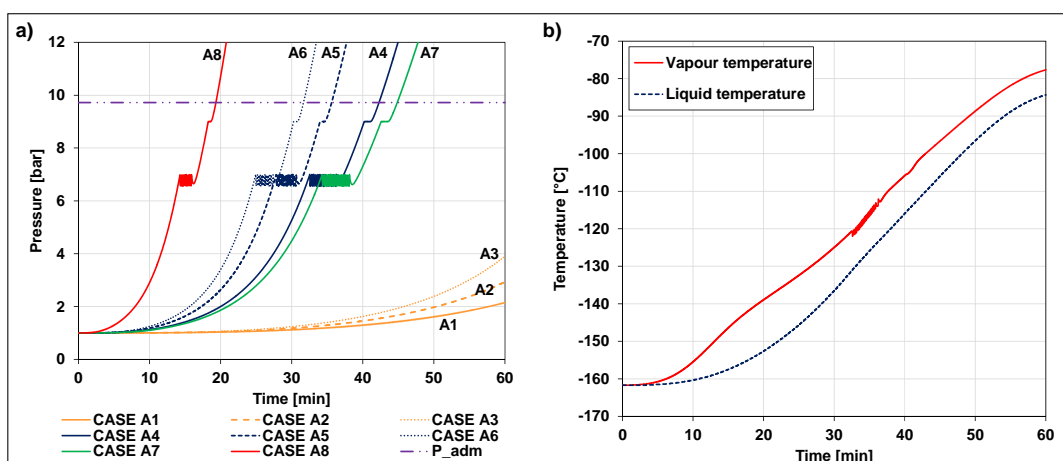 a)
12
10
8
6
4
2
0
Pressure [bar]
A8
A6
A5
A4
A7
A3
A2
A1
0 10 20 30 40 50 60
Time [min]
CASE A1 CASE A2 CASE A3
CASE A4 CASE A5 CASE A6
CASE A7 CASE A8 P_adm
b)
-70
-80
-90
-100
-110
-120
-130
-140
-150
-160
-170
Temperature [°C]
Vapour temperature
Liquid temperature
0 10 20 30 40 50 60
Time [min]